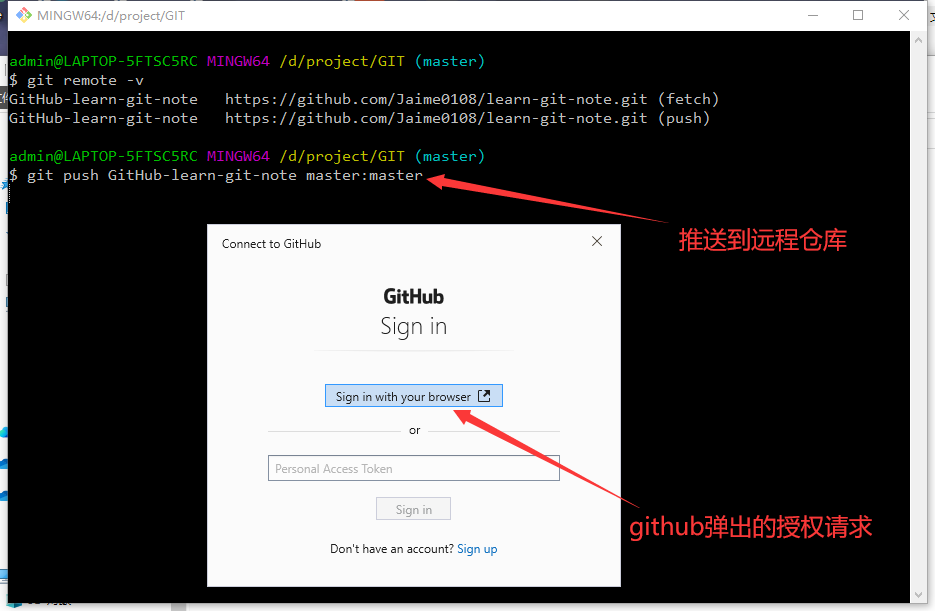 MINGW64:/d/project/GIT
admin@LAPTOP-5FTSC5RC MINGW64 /d/project/GIT (master)
$ git remote -v
GitHub-learn-git-note https://github.com/Jaime0108/learn-git-note.git (fetch)
GitHub-learn-git-note https://github.com/Jaime0108/learn-git-note.git (push)
admin@LAPTOP-5FTSC5RC MINGW64 /d/project/GIT (master)
$ git push GitHub-learn-git-note master:master
推送到远程仓库
Connect to GitHub
GitHub
Sign in
Sign in with your browser
or
Personal Access Token
Sign in
Don't have an account? Sign up
github弹出的授权请求